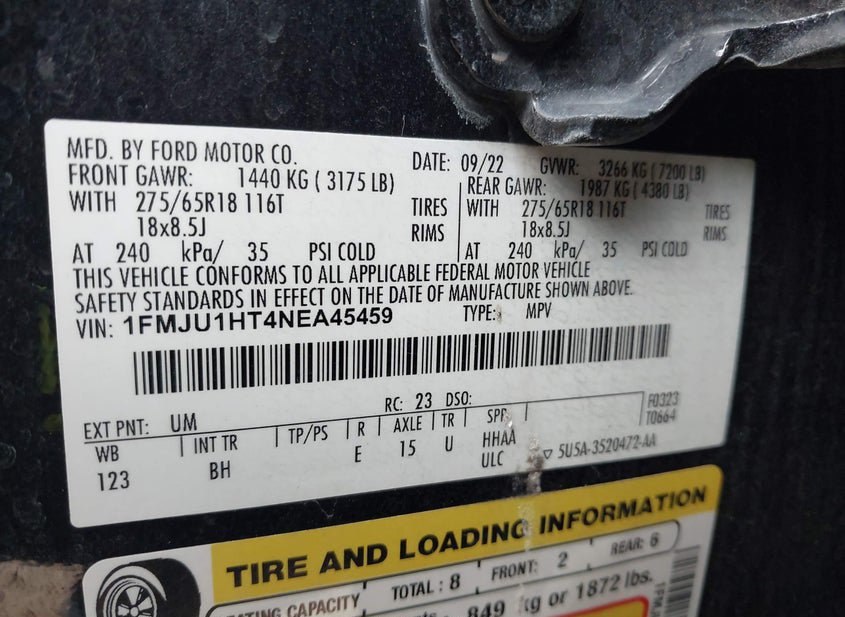 MFD. BY FORD MOTOR CO. DATE: 09/22 GVWR: 3266 KG ( 7200 LB)
FRONT GAWR: 1440 KG ( 3175 LB) REAR GAWR: 1987 KG ( 4380 LB)
WITH 275/65R18 116T TIRES WITH 275/65R18 116T TIRES
18x8.5J RIMS 18x8.5J RIMS
AT 240 kPa/ 35 PSI COLD AT 240 kPa/ 35 PSI COLD
THIS VEHICLE CONFORMS TO ALL APPLICABLE FEDERAL MOTOR VEHICLE
SAFETY STANDARDS IN EFFECT ON THE DATE OF MANUFACTURE SHOWN ABOVE.
VIN: 1FMJU1HT4NEA45459 TYPE: MPV
EXT PNT: UM RC: 23 DSO: F0323
T0664
WB INT TR TP/PS R AXLE TR SPR
123 BH E 15 U HHAA
ULC ▽ 5U5A-3520472-AA
TIRE AND LOADING INFORMATION
CAPACITY TOTAL : 8 FRONT: 2 REAR: 6
849 kg or 1872 lbs.